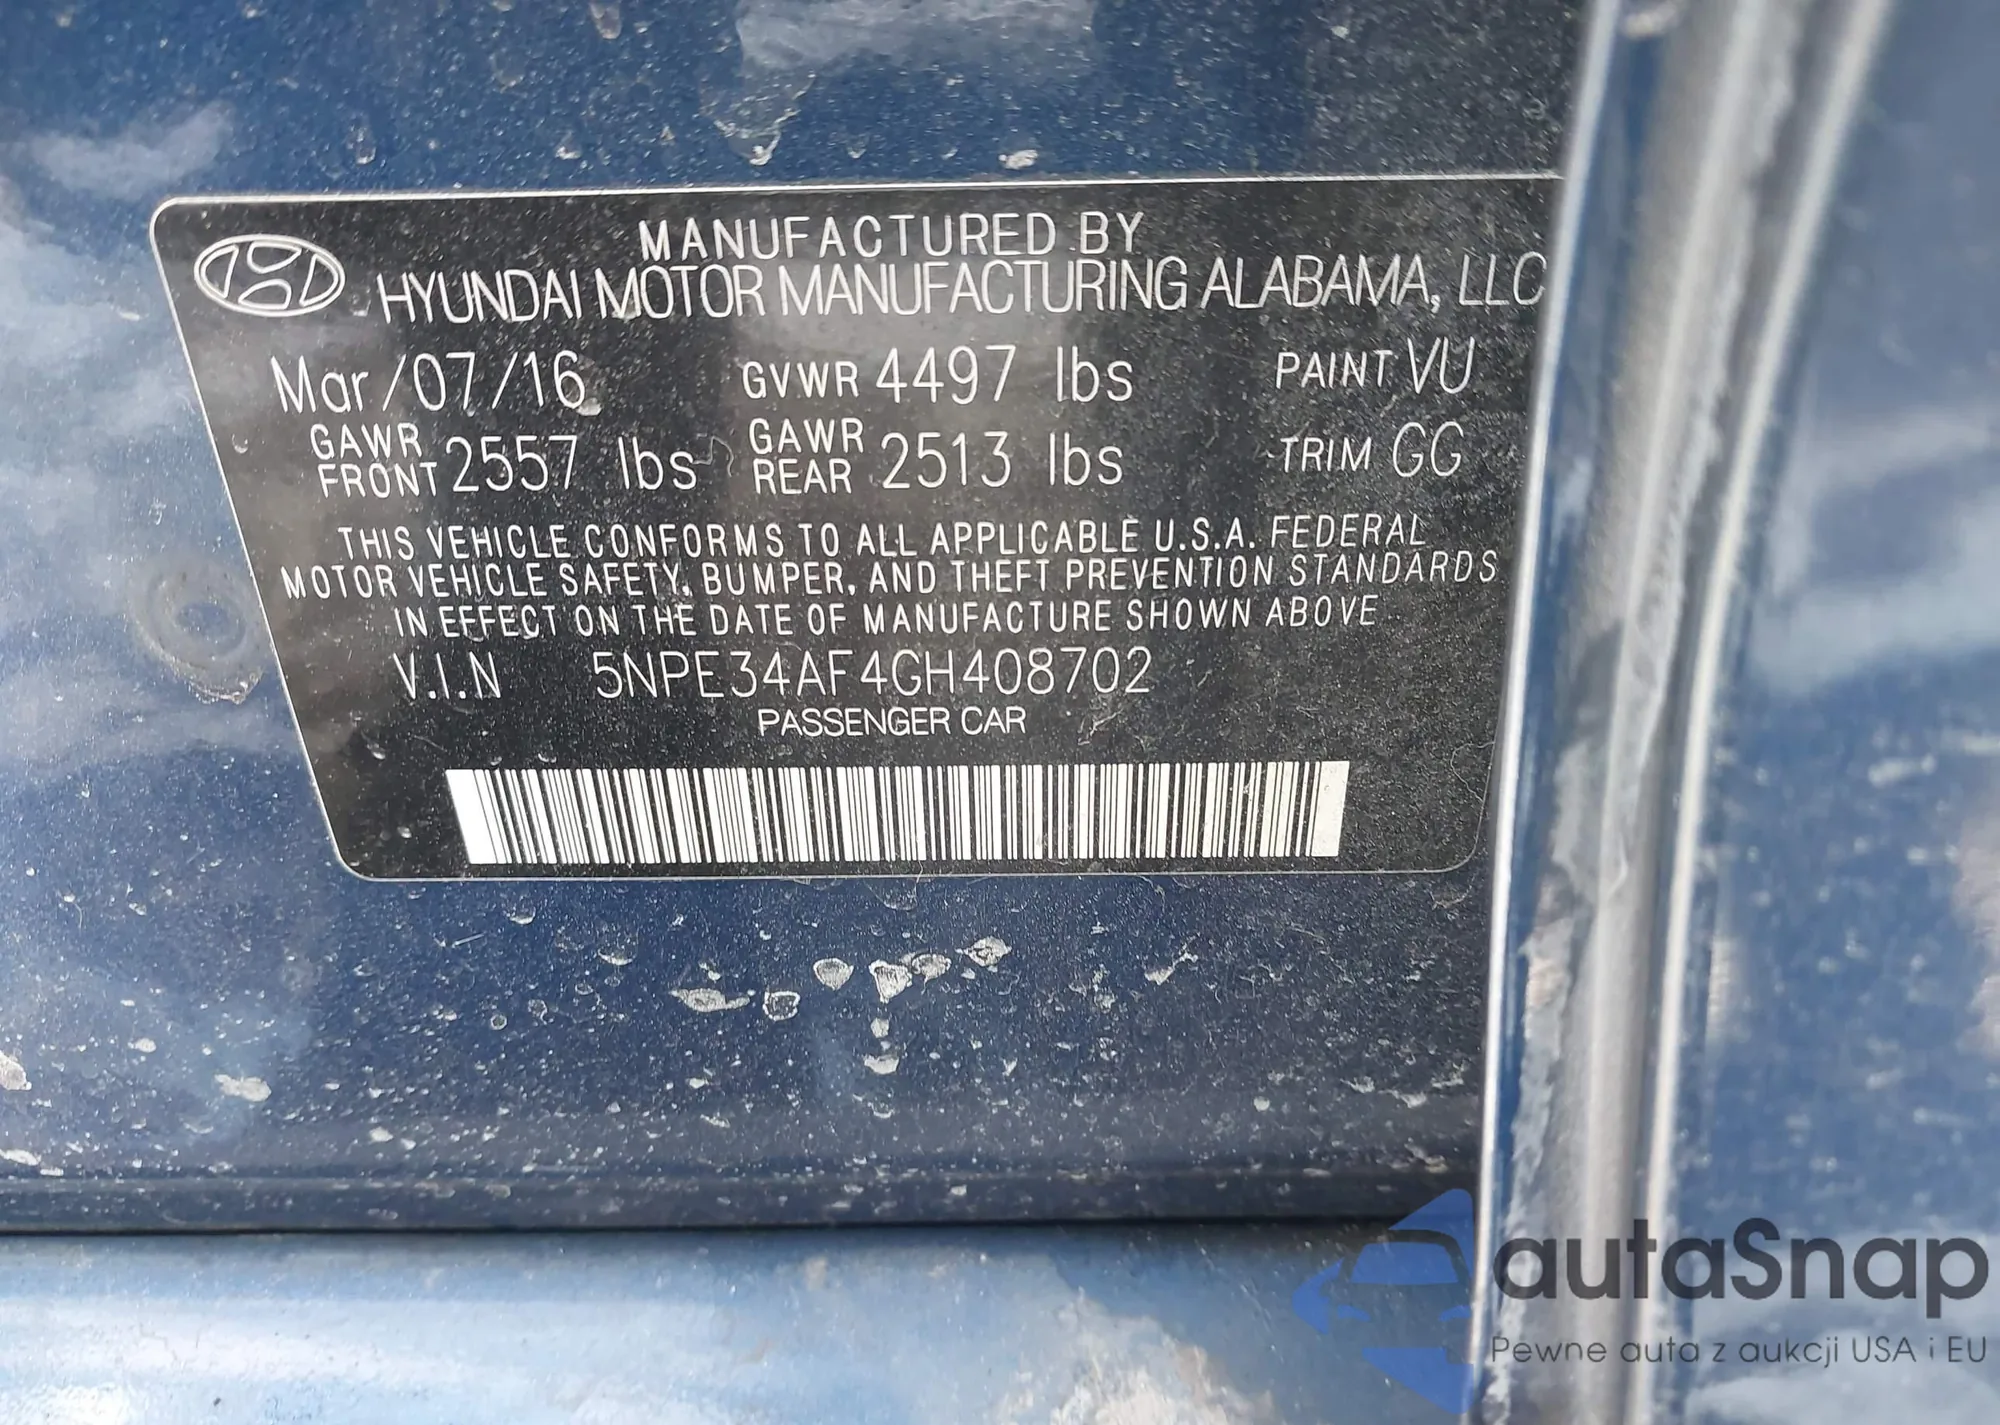 MANUFACTURED BY
HYUNDAI MOTOR MANUFACTURING ALABAMA, LLC
Mar/07/16 GVWR 4497 lbs PAINT VU
GAWR FRONT 2557 lbs GAWR REAR 2513 lbs TRIM GG
THIS VEHICLE CONFORMS TO ALL APPLICABLE U.S.A. FEDERAL
MOTOR VEHICLE SAFETY, BUMPER, AND THEFT PREVENTION STANDARDS
IN EFFECT ON THE DATE OF MANUFACTURE SHOWN ABOVE
V.I.N 5NPE34AF4GH408702
PASSENGER CAR
autaSnap
Pewne auta z aukcji USA i EU